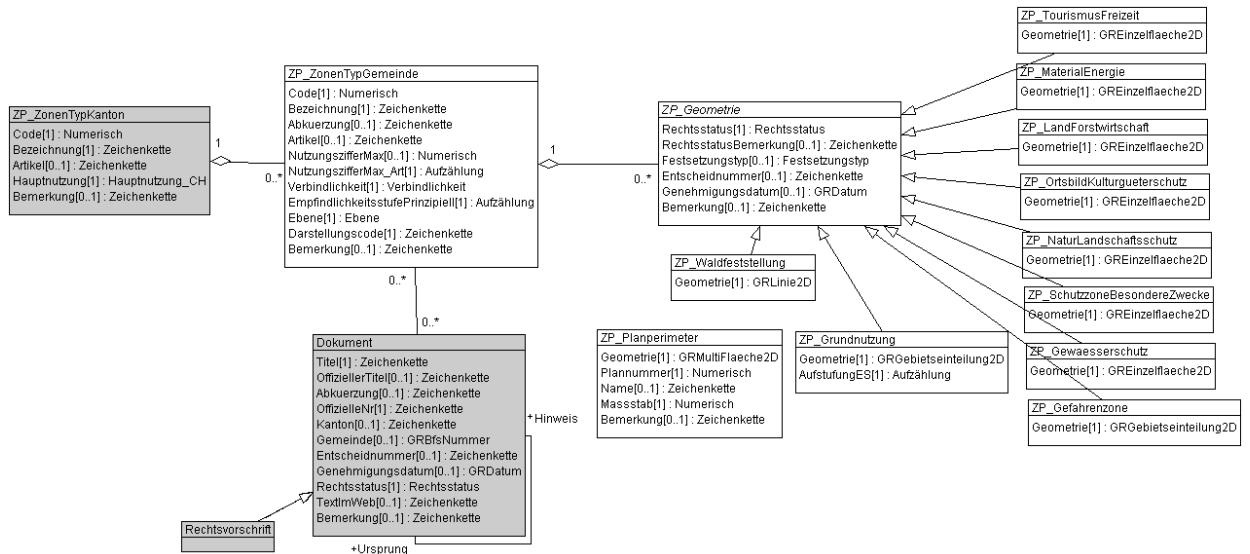 ZP_ZonenTypKanton
Code[1] : Numerisch
Bezeichnung[1] : Zeichenkette
Artikel[0..1] : Zeichenkette
Hauptnutzung[1] : Hauptnutzung_CH
Bemerkung[0..1] : Zeichenkette
1
0..*
ZP_ZonenTypGemeinde
Code[1] : Numerisch
Bezeichnung[1] : Zeichenkette
Abkuerzung[0..1] : Zeichenkette
Artikel[0..1] : Zeichenkette
NutzungszifferMax[0..1] : Numerisch
NutzungszifferMax_Art[1] : Aufzählung
Verbindlichkeit[1] : Verbindlichkeit
EmpfindlichkeitsstufePrinzipiell[1] : Aufzählung
Ebene[1] : Ebene
Darstellungscode[1] : Zeichenkette
Bemerkung[0..1] : Zeichenkette
1
0..*
0..*
0..*
ZP_Geometrie
Rechtsstatus[1] : Rechtsstatus
RechtsstatusBemerkung[0..1] : Zeichenkette
Festsetzungstyp[0..1] : Festsetzungstyp
Entscheidnummer[0..1] : Zeichenkette
Genehmigungsdatum[0..1] : GRDatum
Bemerkung[0..1] : Zeichenkette
ZP_TourismusFreizeit
Geometrie[1] : GREinzelflaeche2D
ZP_MaterialEnergie
Geometrie[1] : GREinzelflaeche2D
ZP_LandForstwirtschaft
Geometrie[1] : GREinzelflaeche2D
ZP_OrtsbildKulturgueterschutz
Geometrie[1] : GREinzelflaeche2D
ZP_NaturLandschaftsschutz
Geometrie[1] : GREinzelflaeche2D
ZP_SchutzzoneBesondereZwecke
Geometrie[1] : GREinzelflaeche2D
ZP_Gewaesserschutz
Geometrie[1] : GREinzelflaeche2D
ZP_Gefahrenzone
Geometrie[1] : GRGebietseinteilung2D
ZP_Waldfeststellung
Geometrie[1] : GRLinie2D
ZP_Planperimeter
Geometrie[1] : GRMultiFlaeche2D
Plannummer[1] : Numerisch
Name[0..1] : Zeichenkette
Massstab[1] : Numerisch
Bemerkung[0..1] : Zeichenkette
ZP_Grundnutzung
Geometrie[1] : GRGebietseinteilung2D
AufstufungES[1] : Aufzählung
Dokument
Titel[1] : Zeichenkette
OffiziellerTitel[0..1] : Zeichenkette
Abkuerzung[0..1] : Zeichenkette
OffizielleNr[1] : Zeichenkette
Kanton[0..1] : Zeichenkette
Gemeinde[0..1] : GRBfsNummer
Entscheidnummer[0..1] : Zeichenkette
Genehmigungsdatum[0..1] : GRDatum
Rechtsstatus[1] : Rechtsstatus
TextImWeb[0..1] : Zeichenkette
Bemerkung[0..1] : Zeichenkette
+Hinweis
+Ursprung
Rechtsvorschrift